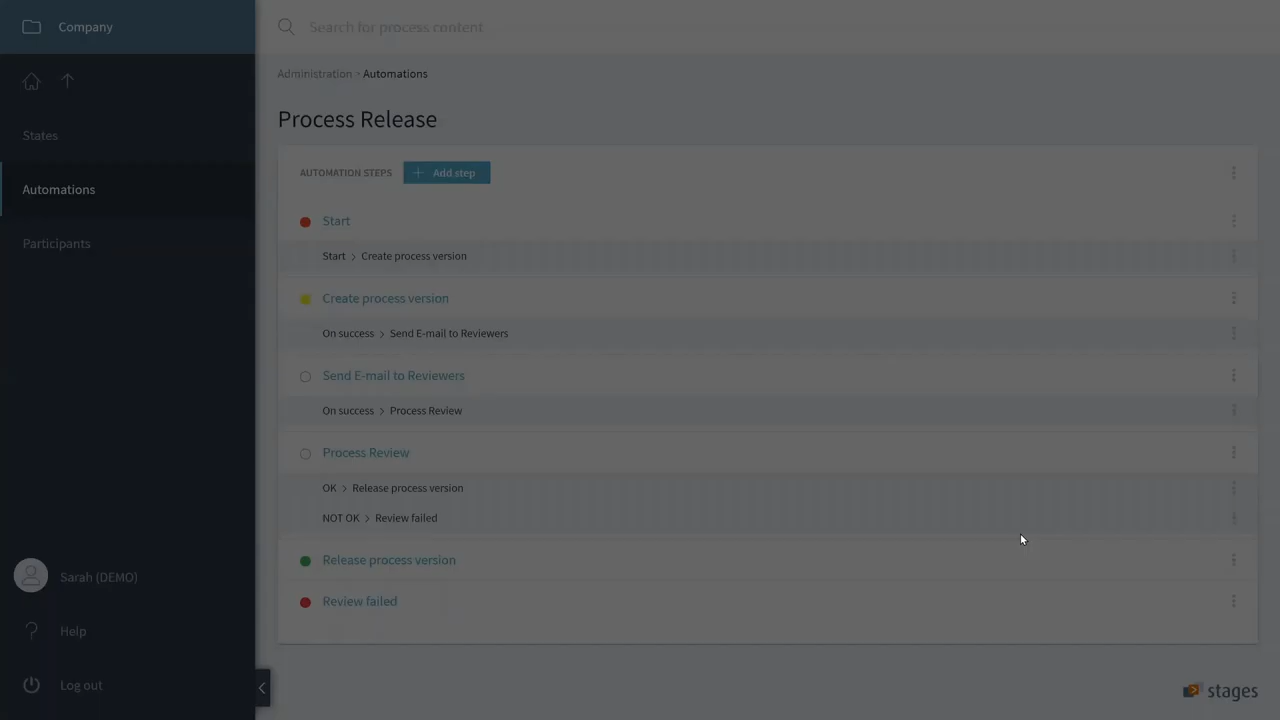 Company
Search for process content
Administration > Automations
States
Automations
Participants
Process Release
AUTOMATION STEPS
+ Add step
Start
Start > Create process version
Create process version
On success > Send E-mail to Reviewers
Send E-mail to Reviewers
On success > Process Review
Process Review
OK > Release process version
NOT OK > Review failed
Release process version
Review failed
Sarah (DEMO)
? Help
Log out
stages